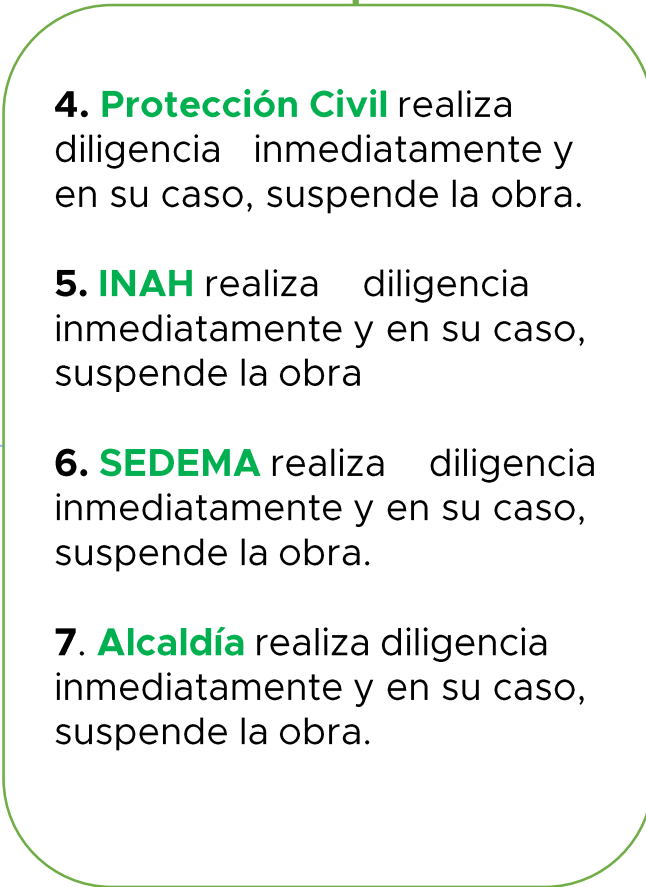 4. Protección Civil realiza
diligencia inmediatamente y
en su caso, suspende la obra.
5. INAH realiza diligencia
inmediatamente y en su caso,
suspende la obra
6. SEDEMA realiza diligencia
inmediatamente y en su caso,
suspende la obra.
7. Alcaldía realiza diligencia
inmediatamente y en su caso,
suspende la obra.